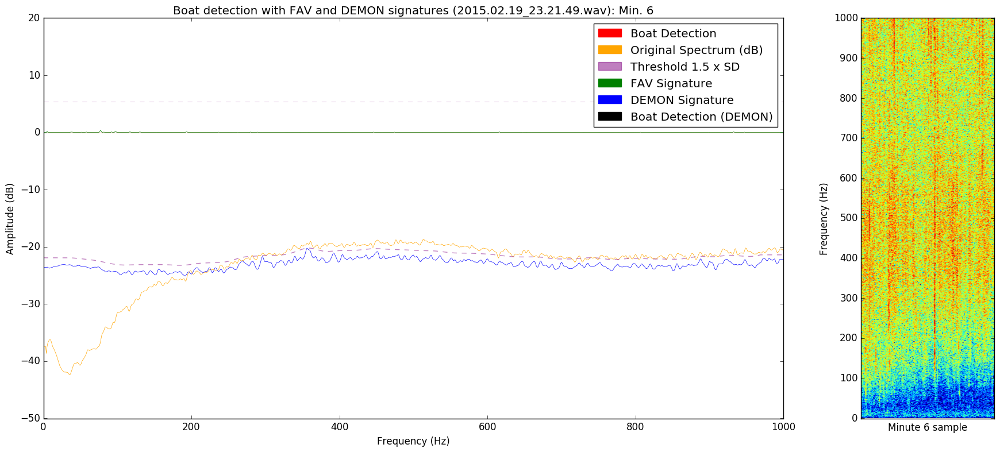 Boat detection with FAV and DEMON signatures (2015.02.19_23.21.49.wav): Min. 6
20
10
0
−10
−20
−30
−40
−50
Amplitude (dB)
Boat Detection
Original Spectrum (dB)
Threshold 1.5 x SD
FAV Signature
DEMON Signature
Boat Detection (DEMON)
0 200 400 600 800 1000
Frequency (Hz)
1000
900
800
700
600
500
400
300
200
100
0
Frequency (Hz)
Minute 6 sample